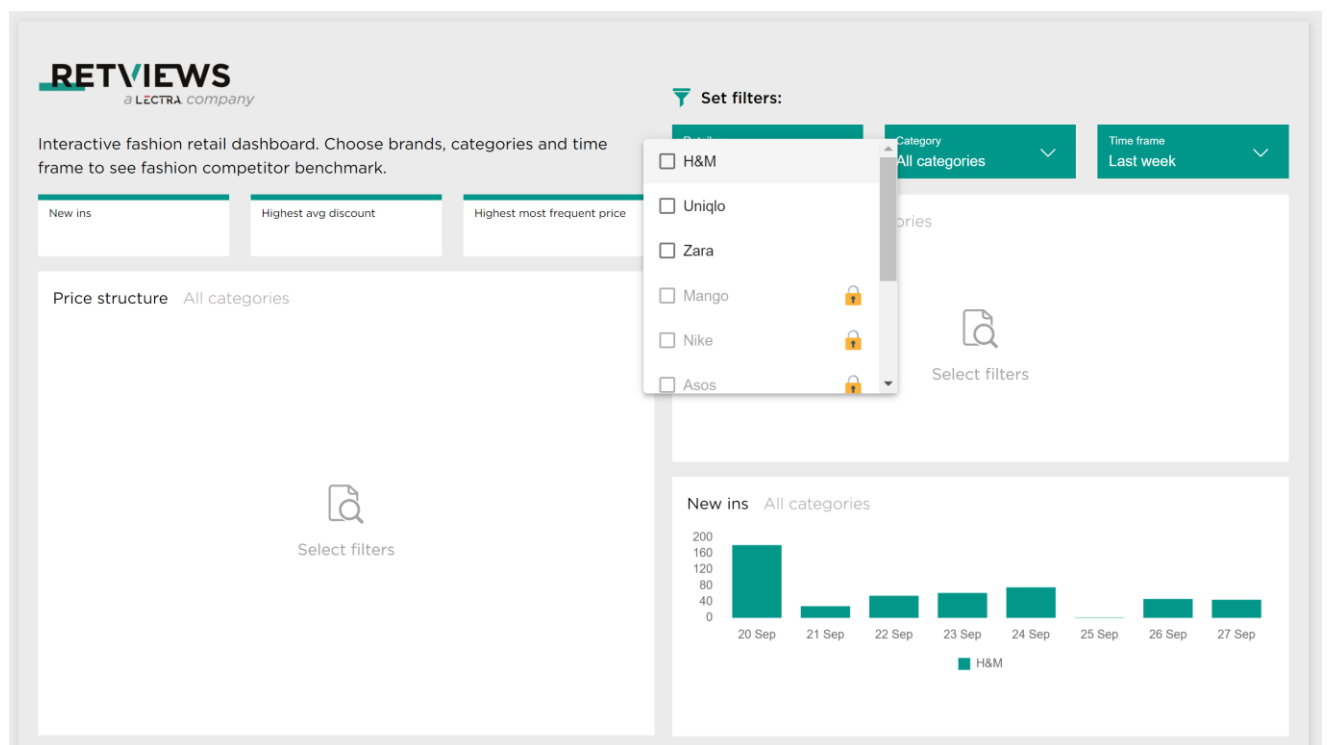 RETVIEWS
a LECTRA company
Set filters:
Interactive fashion retail dashboard. Choose brands, categories and time
frame to see fashion competitor benchmark.
Category
All categories
Time frame
Last week
H&M
Uniqlo
Zara
Mango
Nike
Asos
New ins
Highest avg discount
Highest most frequent price
Price structure All categories
Select filters
Select filters
New ins All categories
200
160
120
80
40
0
20 Sep 21 Sep 22 Sep 23 Sep 24 Sep 25 Sep 26 Sep 27 Sep
H&M